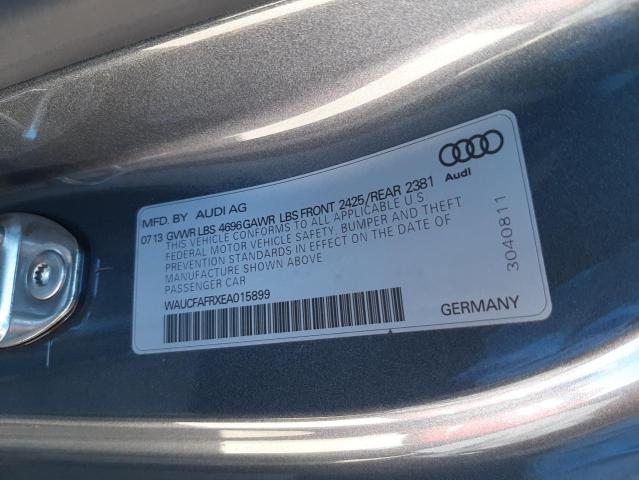 MFD. BY AUDI AG
0713 GVWR LBS 4696 GAWR LBS FRONT 2425/REAR 2381
THIS VEHICLE CONFORMS TO ALL APPLICABLE U.S
FEDERAL MOTOR VEHICLE SAFETY, BUMPER AND THEFT
PREVENTION STANDARDS IN EFFECT ON THE DATE OF
MANUFACTURE SHOWN ABOVE
PASSENGER CAR
WAUCFAFRXEA015899
Audi
3040811
GERMANY